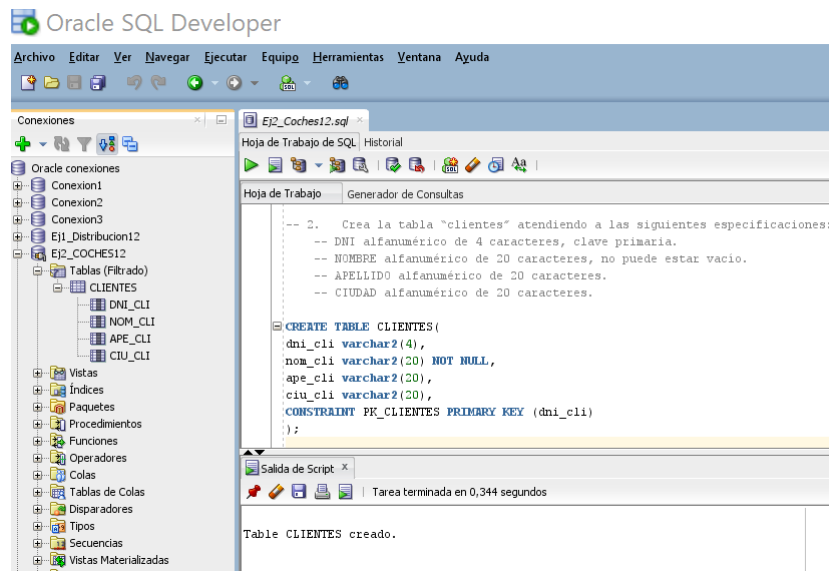 Oracle SQL Developer
Archivo Editar Ver Navegar Ejecutar Equipo Herramientas Ventana Ayuda
Conexiones
Oracle conexiones
Conexion1
Conexion2
Conexion3
Ej1_Distribucion12
Ej2_COCHES12
Tablas (Filtrado)
CLIENTES
DNI_CLI
NOM_CLI
APE_CLI
CIU_CLI
Vistas
Índices
Paquetes
Procedimientos
Funciones
Operadores
Colas
Tablas de Colas
Disparadores
Tipos
Secuencias
Vistas Materializadas
Ej2_Coches12.sql
Hoja de Trabajo de SQL Historial
Hoja de Trabajo Generador de Consultas
-- 2. Crea la tabla "clientes" atendiendo a las siguientes especificaciones:
-- DNI alfanumérico de 4 caracteres, clave primaria.
-- NOMBRE alfanumérico de 20 caracteres, no puede estar vacio.
-- APELLIDO alfanumérico de 20 caracteres.
-- CIUDAD alfanumérico de 20 caracteres.
CREATE TABLE CLIENTES(
dni_cli varchar2(4),
nom_cli varchar2(20) NOT NULL,
ape_cli varchar2(20),
ciu_cli varchar2(20),
CONSTRAINT PK_CLIENTES PRIMARY KEY (dni_cli)
);
Salida de Script
Tarea terminada en 0,344 segundos
Table CLIENTES creado.